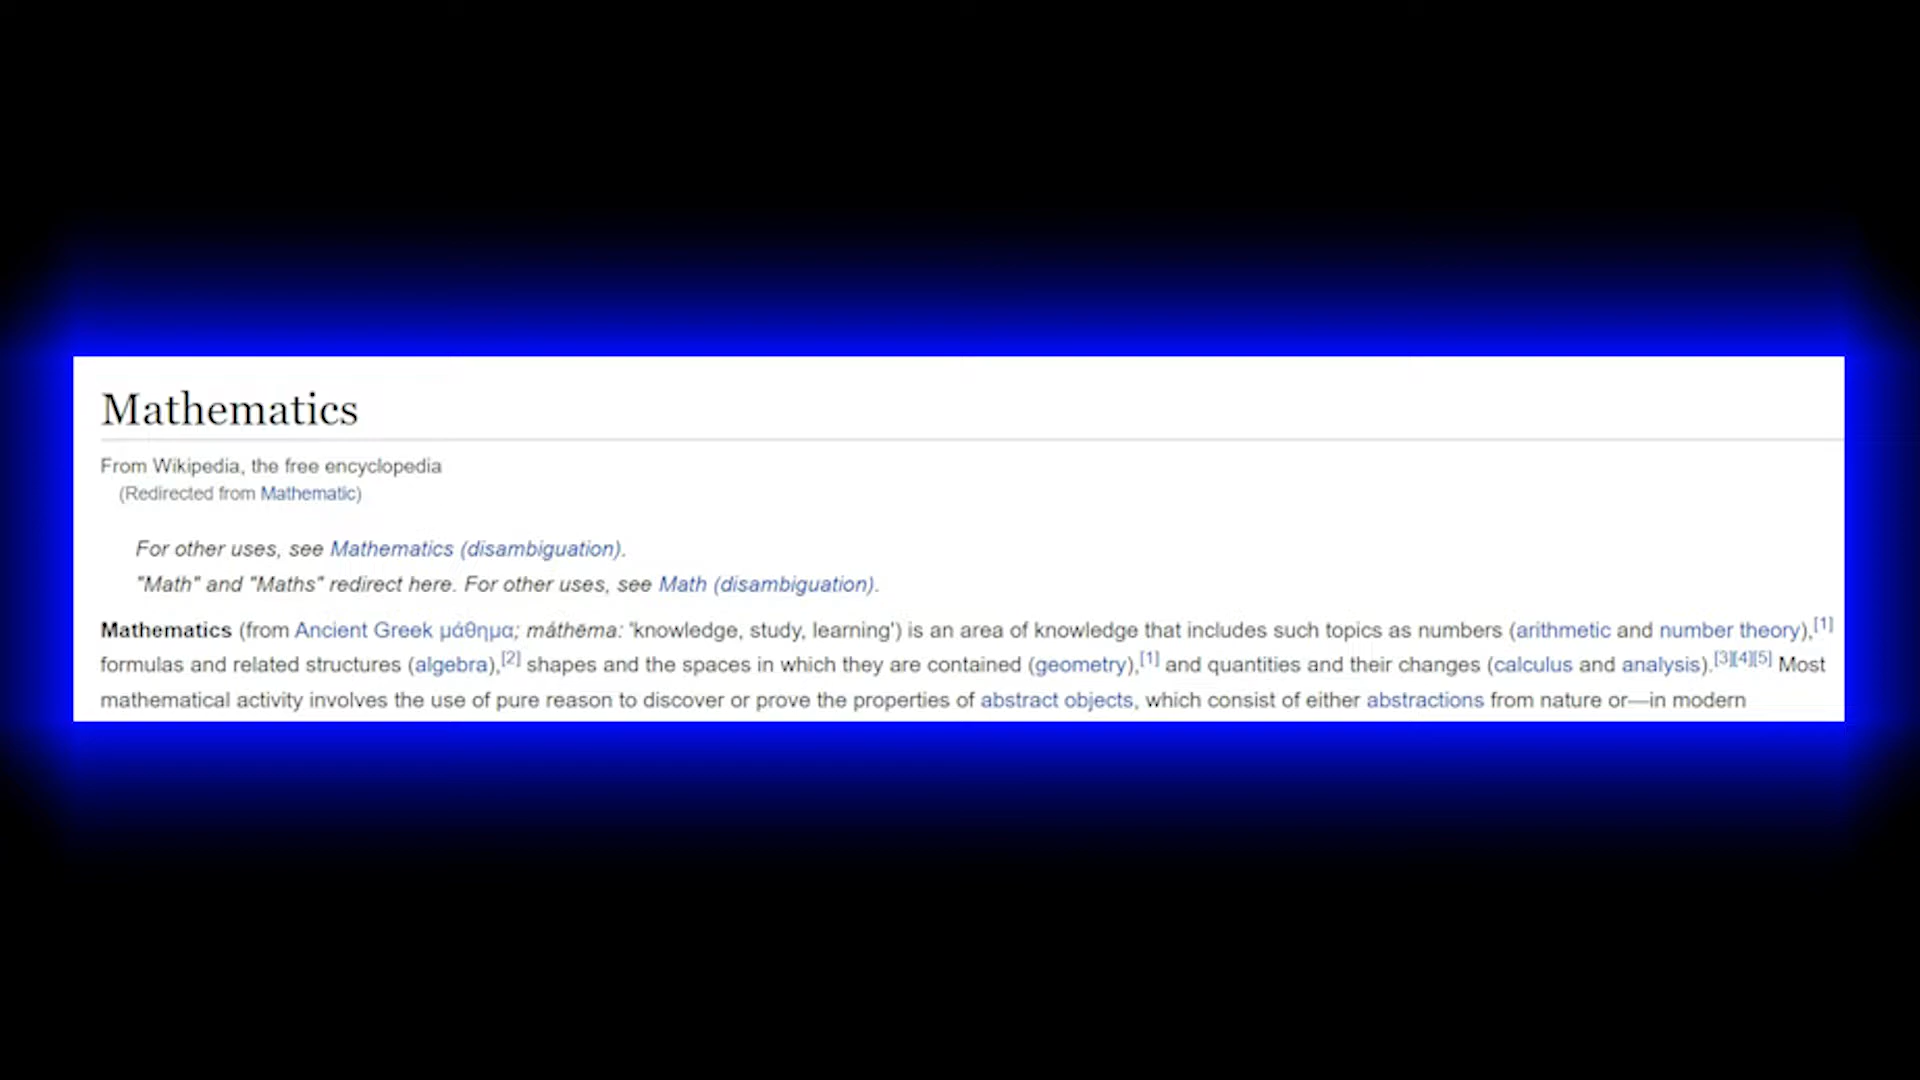 Mathematics
From Wikipedia, the free encyclopedia
(Redirected from Mathematic)
For other uses, see Mathematics (disambiguation).
"Math" and "Maths" redirect here. For other uses, see Math (disambiguation).
Mathematics (from Ancient Greek μάθημα; máthēma: 'knowledge, study, learning') is an area of knowledge that includes such topics as numbers (arithmetic and number theory),[1]
formulas and related structures (algebra),[2] shapes and the spaces in which they are contained (geometry),[1] and quantities and their changes (calculus and analysis).[3][4][5] Most
mathematical activity involves the use of pure reason to discover or prove the properties of abstract objects, which consist of either abstractions from nature or—in modern